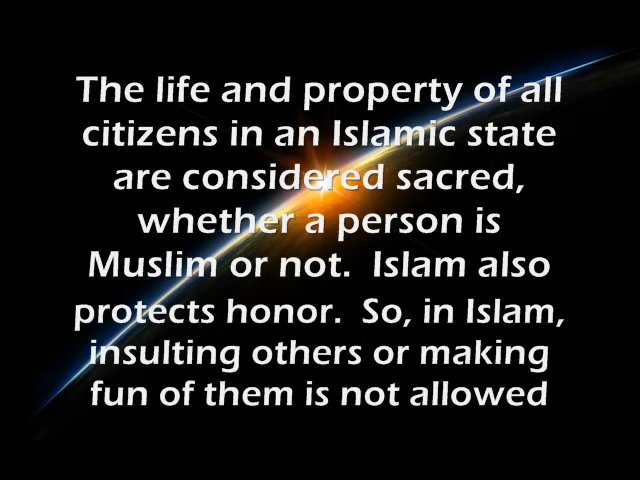 The life and property of all
citizens in an Islamic state
are considered sacred,
whether a person is
Muslim or not.  Islam also
protects honor.  So, in Islam,
insulting others or making
fun of them is not allowed